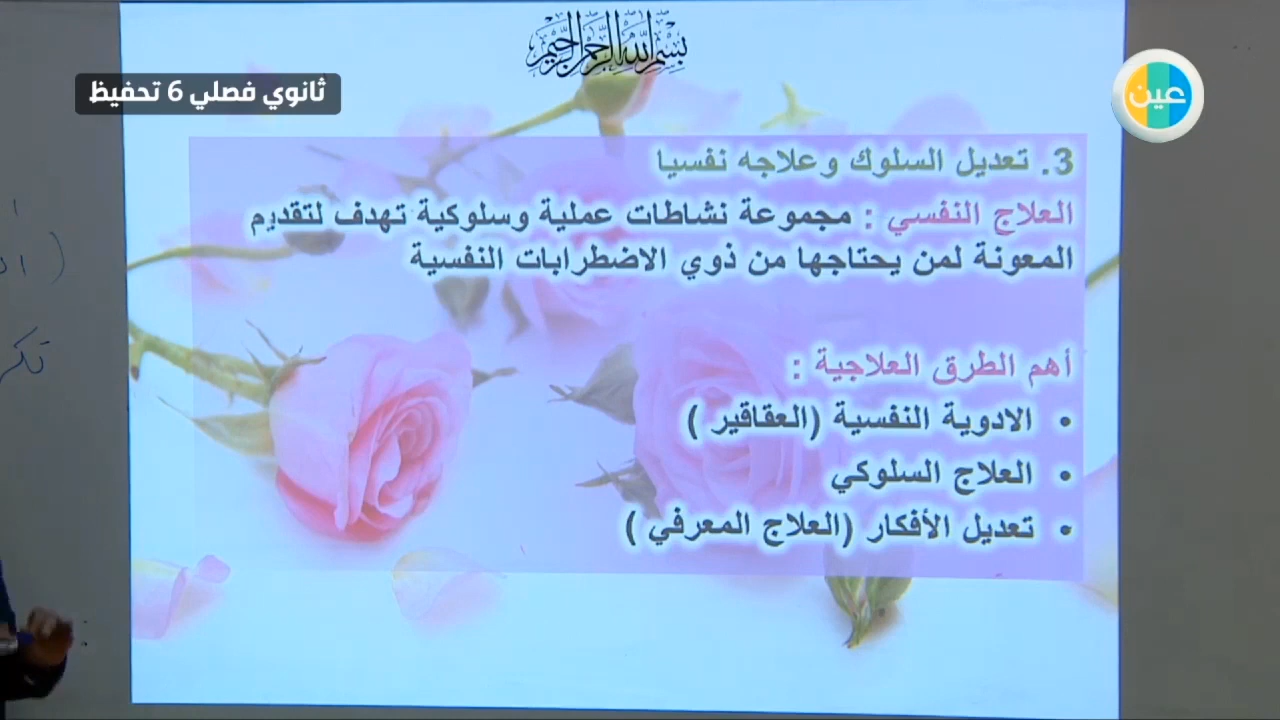 بسم الله الرحمن الرحيم
ثانوي فصلي 6 تحفيظ
عين
3. تعديل السلوك وعلاجه نفسيا
العلاج النفسي : مجموعة نشاطات عملية وسلوكية تهدف لتقديم
المعونة لمن يحتاجها من ذوي الاضطرابات النفسية
أهم الطرق العلاجية :
• الادوية النفسية (العقاقير )
• العلاج السلوكي
• تعديل الأفكار (العلاج المعرفي )